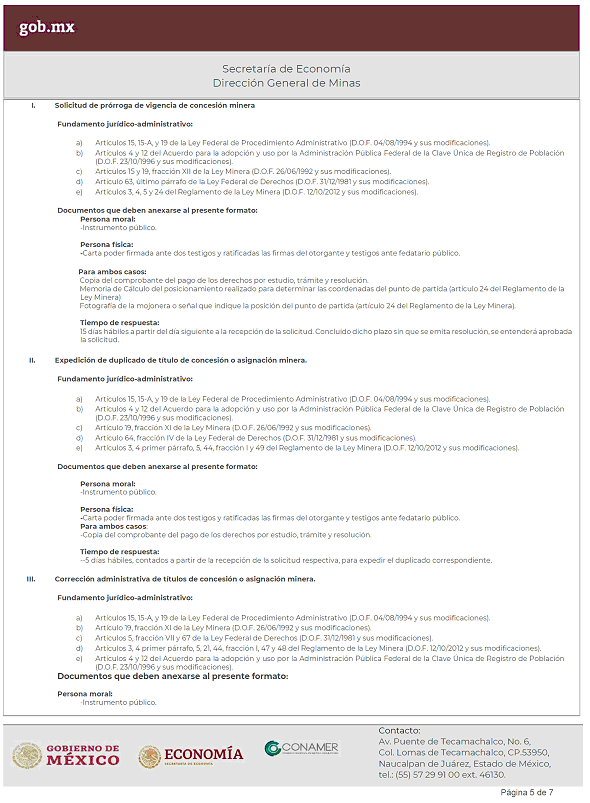 gob.mx
Secretaría de Economía
Dirección General de Minas
I. Solicitud de prórroga de vigencia de concesión minera
Fundamento jurídico-administrativo:
a) Artículos 15, 15-A, y 19 de la Ley Federal de Procedimiento Administrativo (D.O.F. 04/08/1994 y sus modificaciones).
b) Artículos 4 y 12 del Acuerdo para la adopción y uso por la Administración Pública Federal de la Clave Única de Registro de Población
(D.O.F. 23/10/1996 y sus modificaciones).
c) Artículos 15 y 19, fracción XII de la Ley Minera (D.O.F. 26/06/1992 y sus modificaciones).
d) Artículo 63, último párrafo de la Ley Federal de Derechos (D.O.F. 31/12/1981 y sus modificaciones).
e) Artículos 3, 4, 5 y 24 del Reglamento de la Ley Minera (D.O.F. 12/10/2012 y sus modificaciones).
Documentos que deben anexarse al presente formato:
Persona moral:
-Instrumento público.
Persona física:
-Carta poder firmada ante dos testigos y ratificadas las firmas del otorgante y testigos ante fedatario público.
Para ambos casos:
Copia del comprobante del pago de los derechos por estudio, trámite y resolución.
Memoria de Cálculo del posicionamiento realizado para determinar las coordenadas del punto de partida (artículo 24 del Reglamento de la
Ley Minera)
Fotografía de la mojonera o señal que indique la posición del punto de partida (artículo 24 del Reglamento de la Ley Minera).
Tiempo de respuesta:
15 días hábiles a partir del día siguiente a la recepción de la solicitud. Concluido dicho plazo sin que se emita resolución, se entenderá aprobada
la solicitud.
II. Expedición de duplicado de título de concesión o asignación minera.
Fundamento jurídico-administrativo:
a) Artículos 15, 15-A, y 19 de la Ley Federal de Procedimiento Administrativo (D.O.F. 04/08/1994 y sus modificaciones).
b) Artículos 4 y 12 del Acuerdo para la adopción y uso por la Administración Pública Federal de la Clave Única de Registro de Población
(D.O.F. 23/10/1996 y sus modificaciones).
c) Artículo 19, fracción XI de la Ley Minera (D.O.F. 26/06/1992 y sus modificaciones).
d) Artículo 64, fracción IV de la Ley Federal de Derechos (D.O.F. 31/12/1981 y sus modificaciones).
e) Artículos 3, 4 primer párrafo, 5, 44, fracción I y 49 del Reglamento de la Ley Minera (D.O.F. 12/10/2012 y sus modificaciones).
Documentos que deben anexarse al presente formato:
Persona moral:
-Instrumento público.
Persona física:
-Carta poder firmada ante dos testigos y ratificadas las firmas del otorgante y testigos ante fedatario público.
Para ambos casos:
-Copia del comprobante del pago de los derechos por estudio, trámite y resolución.
Tiempo de respuesta:
--5 días hábiles, contados a partir de la recepción de la solicitud respectiva, para expedir el duplicado correspondiente.
III. Corrección administrativa de títulos de concesión o asignación minera.
Fundamento jurídico-administrativo:
a) Artículos 15, 15-A, y 19 de la Ley Federal de Procedimiento Administrativo (D.O.F. 04/08/1994 y sus modificaciones).
b) Artículo 19, fracción XI de la Ley Minera (D.O.F. 26/06/1992 y sus modificaciones).
c) Artículos 5, fracción VII y 67 de la Ley Federal de Derechos (D.O.F. 31/12/1981 y sus modificaciones).
d) Artículos 3, 4 primer párrafo, 5, 21, 44, fracción I, 47 y 48 del Reglamento de la Ley Minera (D.O.F. 12/10/2012 y sus modificaciones).
e) Artículos 4 y 12 del Acuerdo para la adopción y uso por la Administración Pública Federal de la Clave Única de Registro de Población
(D.O.F. 23/10/1996 y sus modificaciones).
Documentos que deben anexarse al presente formato:
Persona moral:
-Instrumento público.
GOBIERNO DE
MÉXICO
ECONOMÍA
SECRETARÍA DE ECONOMÍA
CONAMER
Contacto:
Av. Puente de Tecamachalco, No. 6,
Col. Lomas de Tecamachalco, CP.53950,
Naucalpan de Juárez, Estado de México,
tel.: (55) 57 29 91 00 ext. 46130.
Página 5 de 7